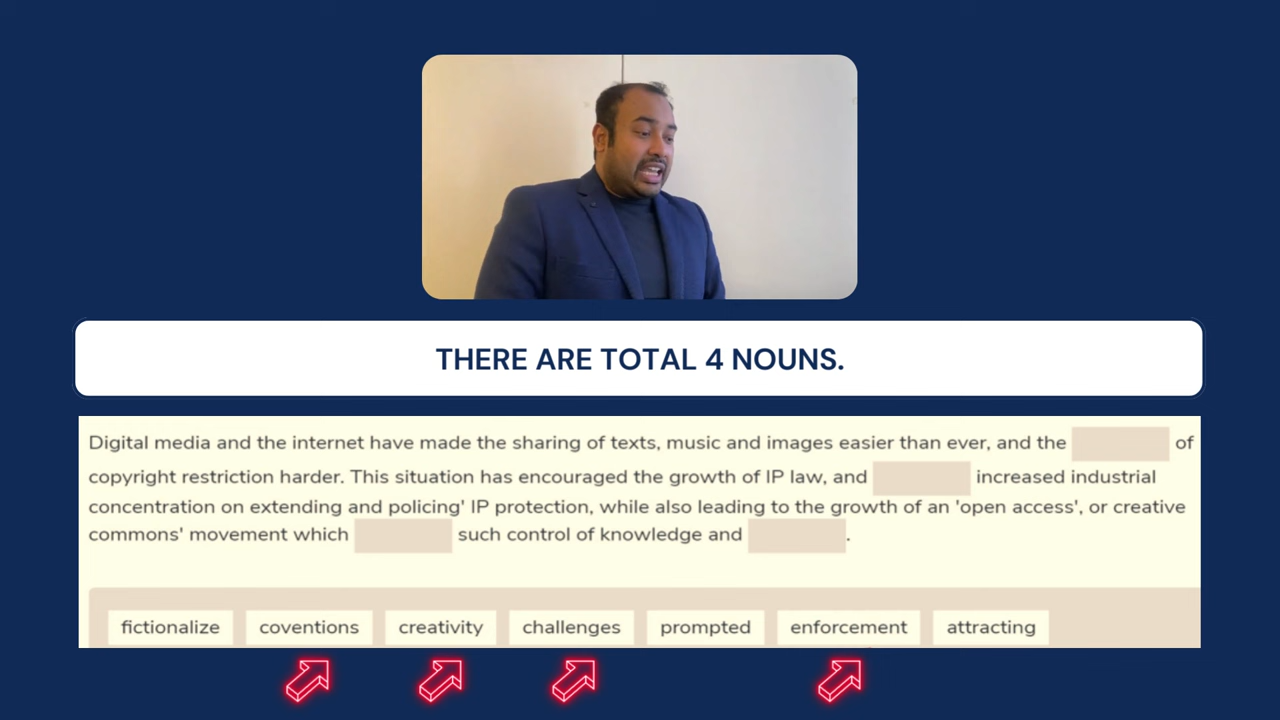 THERE ARE TOTAL 4 NOUNS.
Digital media and the internet have made the sharing of texts, music and images easier than ever, and the of
copyright restriction harder. This situation has encouraged the growth of IP law, and increased industrial
concentration on extending and policing' IP protection, while also leading to the growth of an 'open access', or creative
commons' movement which such control of knowledge and .
fictionalize coventions creativity challenges prompted enforcement attracting